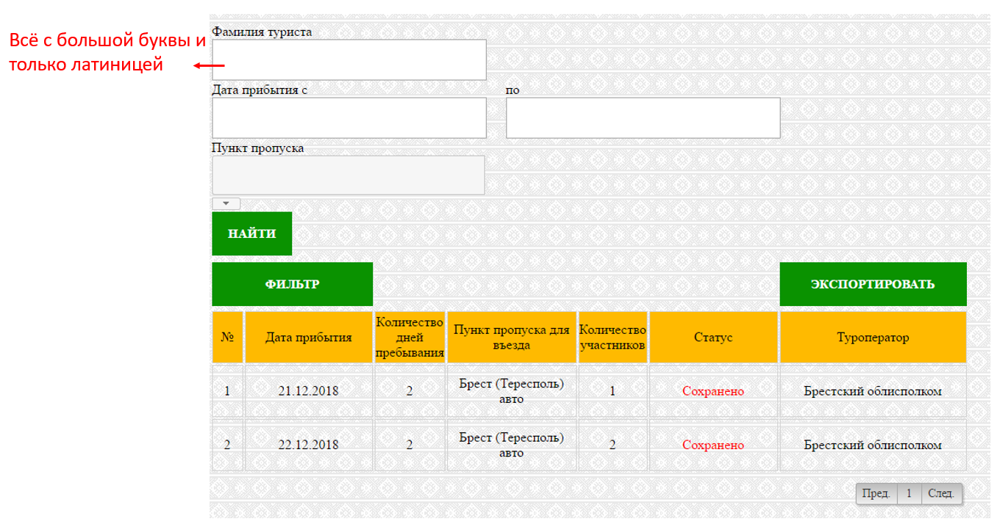 Всё с большой буквы и
только латиницей
Фамилия туриста
Дата прибытия с
по
Пункт пропуска
НАЙТИ
ФИЛЬТР
ЭКСПОРТИРОВАТЬ
№
Дата прибытия
Количество
дней
пребывания
Пункт пропуска для
въезда
Количество
участников
Статус
Туроператор
1
21.12.2018
2
Брест (Тересполь)
авто
1
Сохранено
Брестский облисполком
2
22.12.2018
2
Брест (Тересполь)
авто
2
Сохранено
Брестский облисполком
Пред.
1
След.